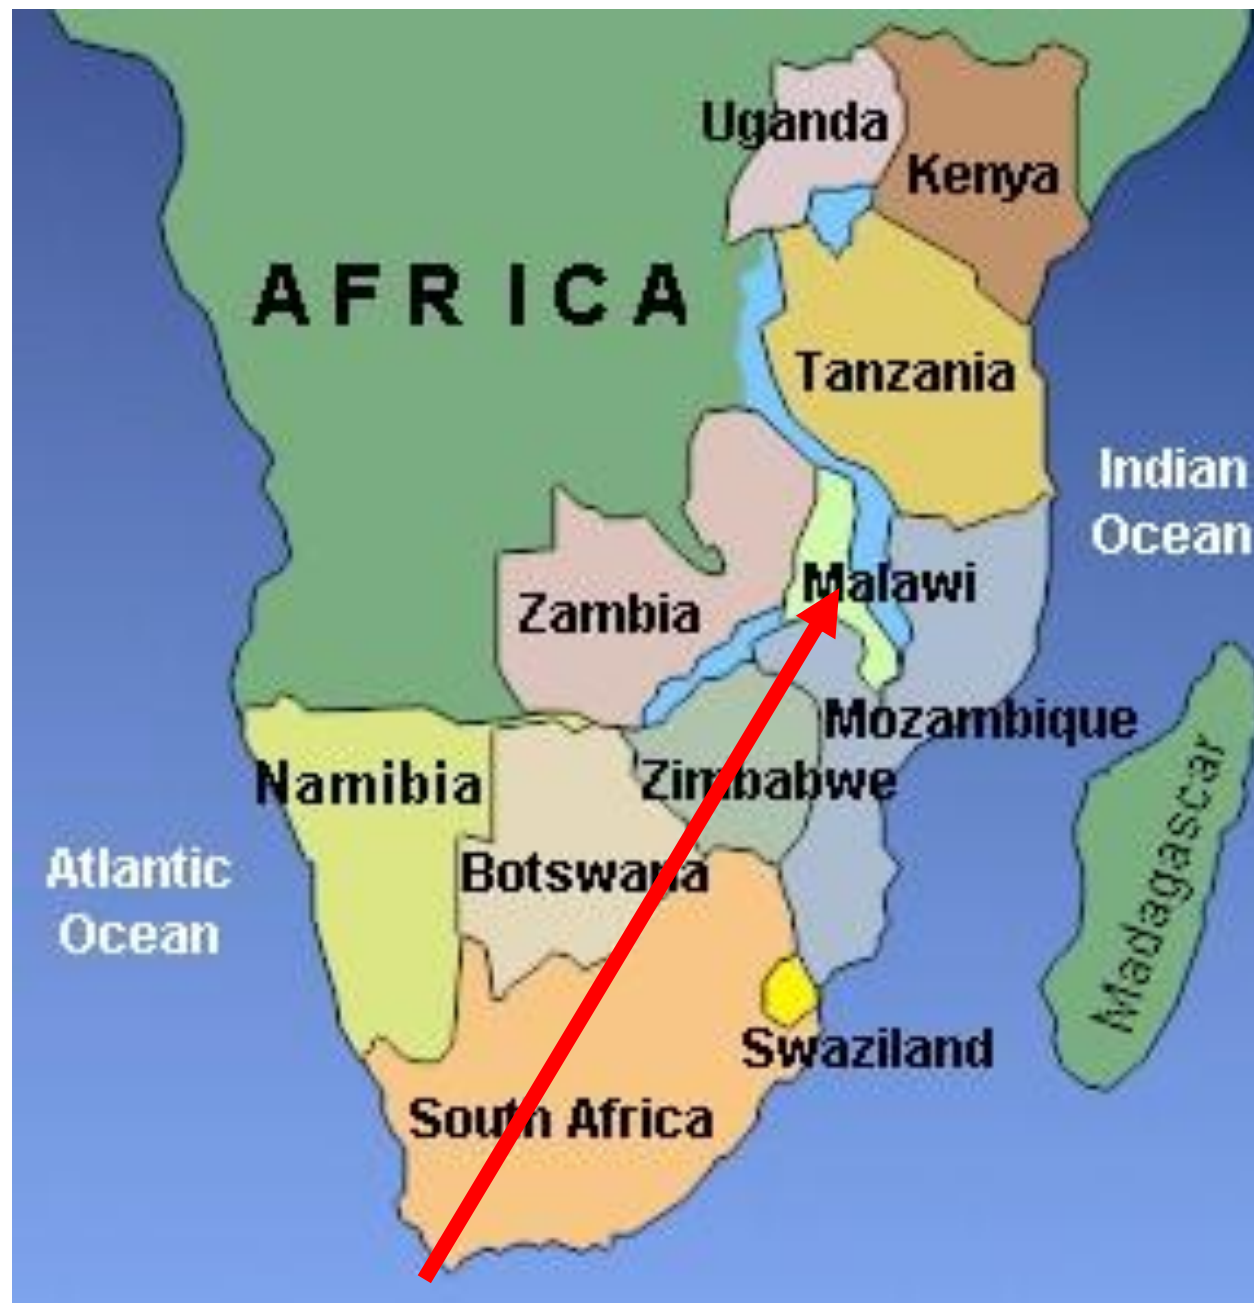 Uganda
Kenya
AFRICA
Tanzania
Indian
Ocean
Malawi
Zambia
Mozambique
Namibia
Zimbabwe
Madagascar
Atlantic
Ocean
Botswana
Swaziland
South Africa